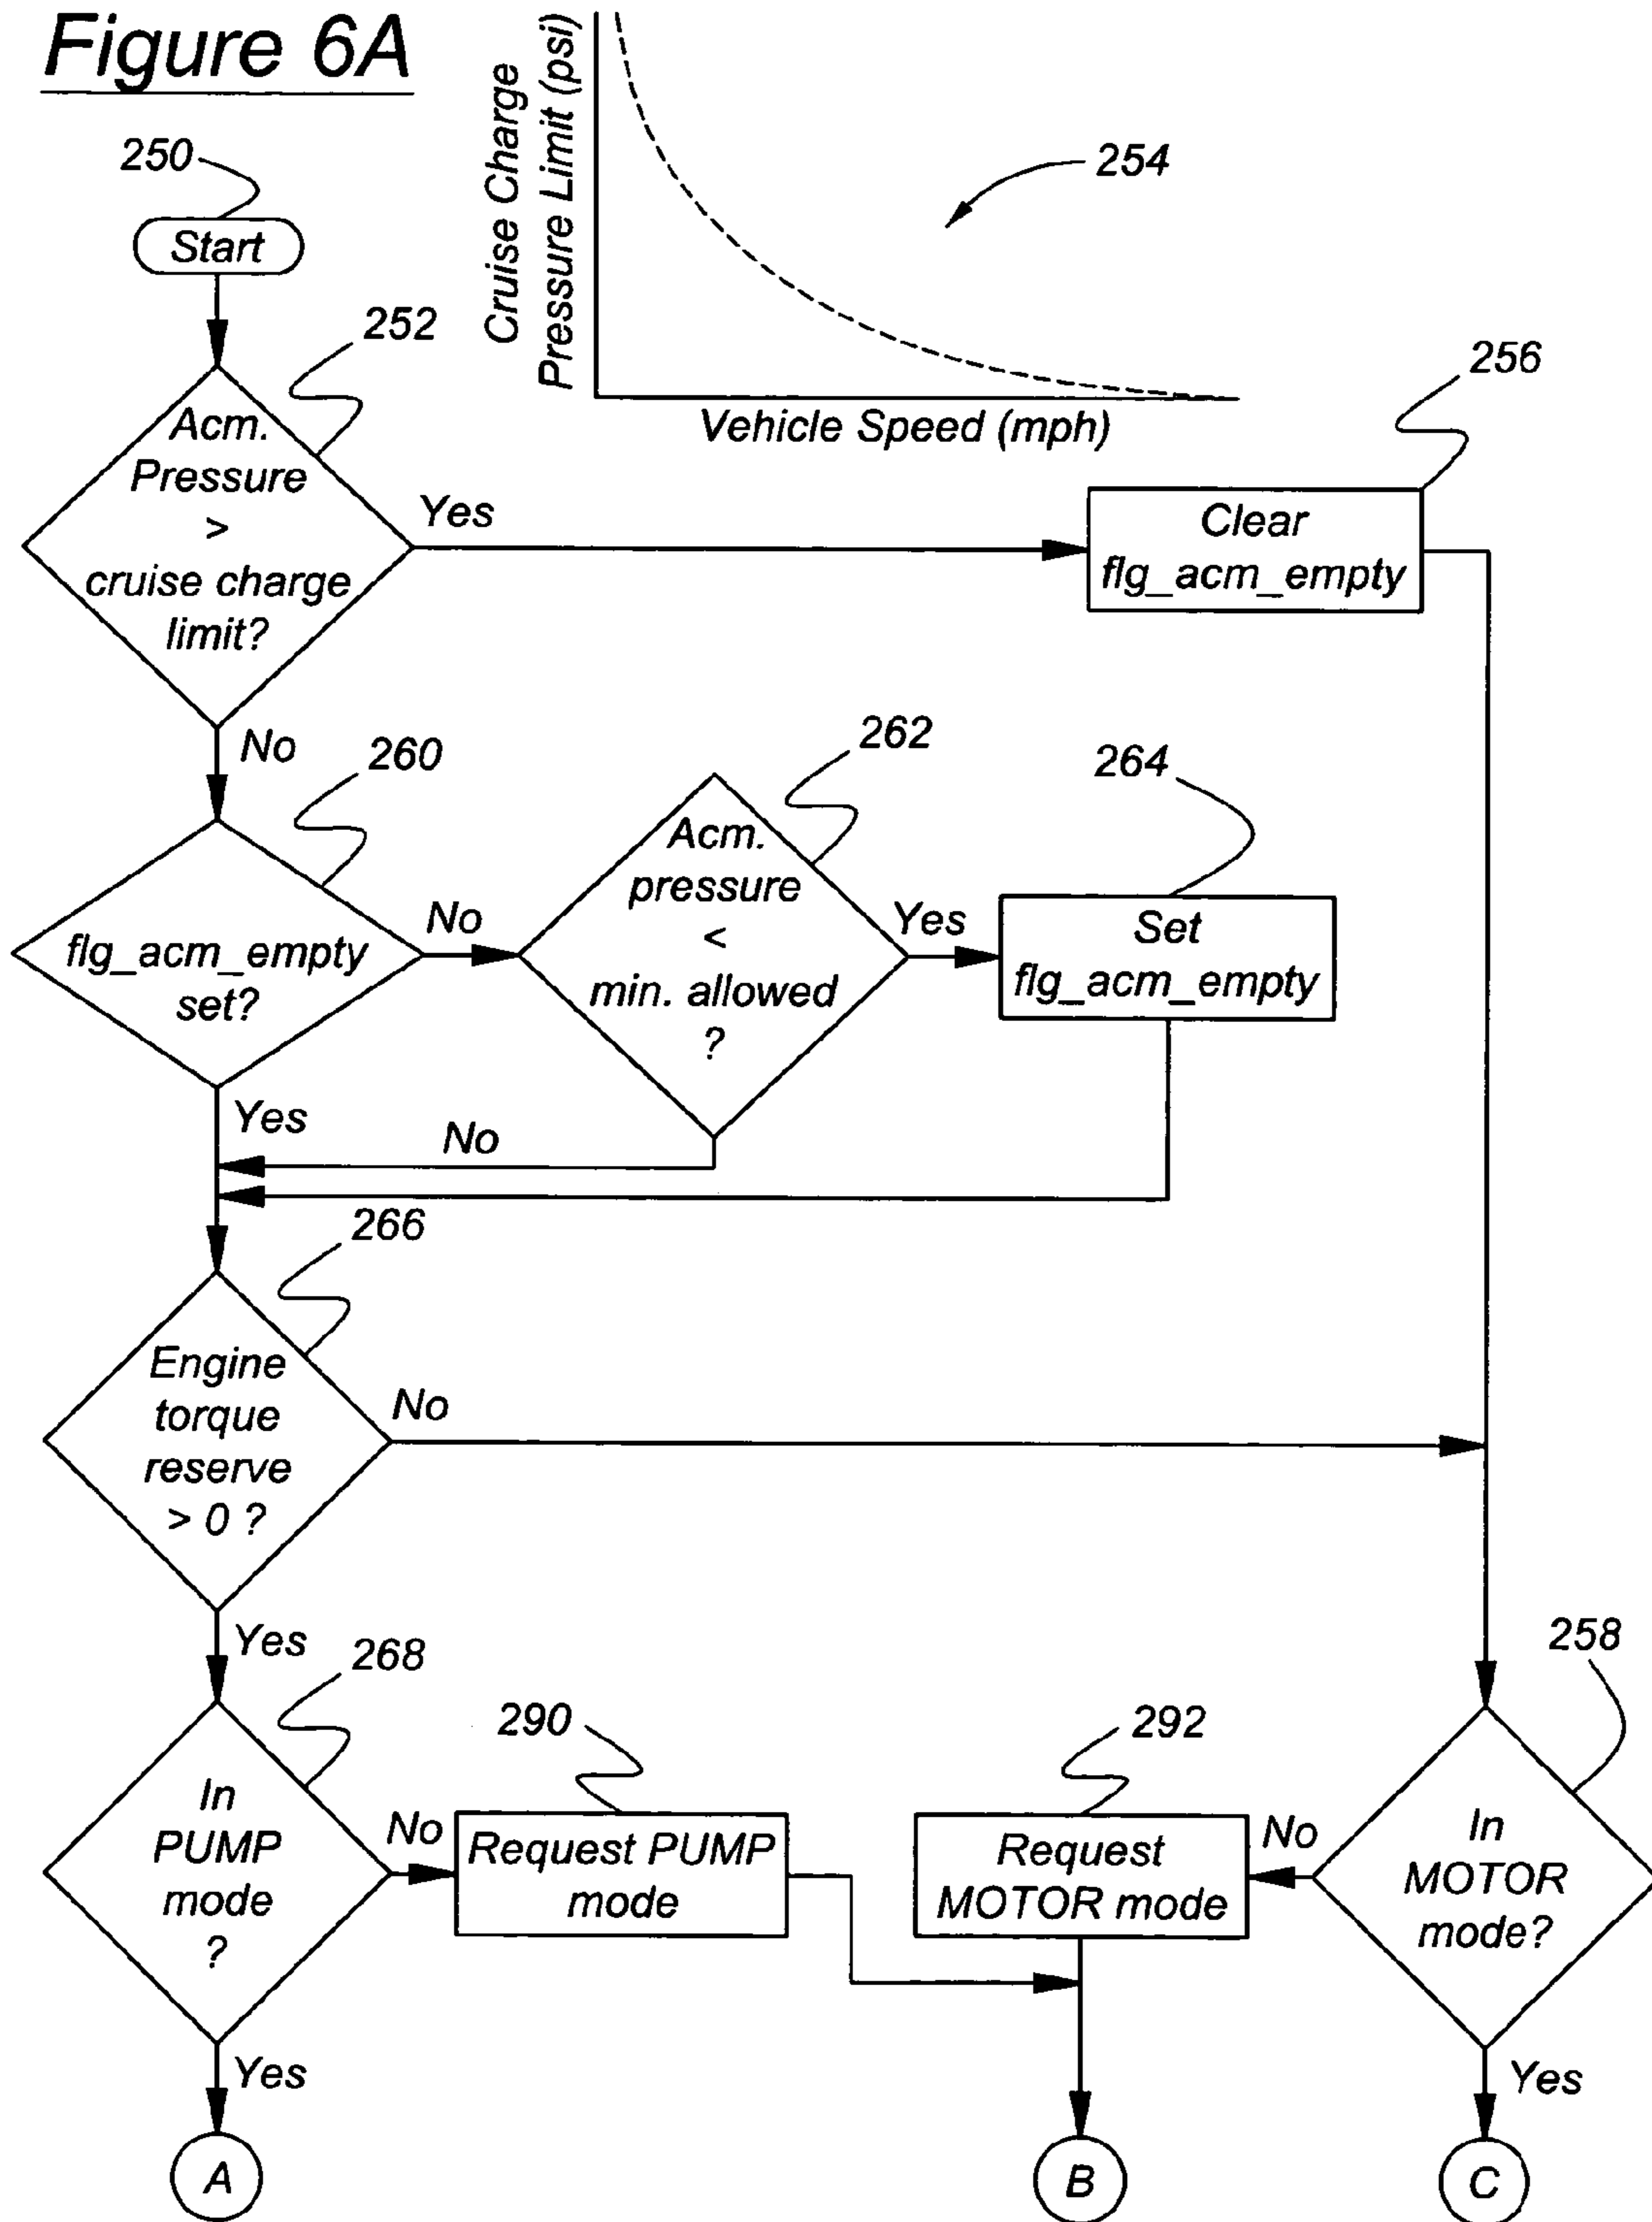 Figure 6A
Cruise Charge
Pressure Limit (psi)
254
Vehicle Speed (mph)
250
Start
252
Acm.
Pressure
>
cruise charge
limit?
Yes
256
Clear
flg_acm_empty
No
260
flg_acm_empty
set?
No
262
Acm.
pressure
<
min. allowed
?
Yes
264
Set
flg_acm_empty
Yes
No
266
Engine
torque
reserve
> 0 ?
No
Yes
268
In
PUMP
mode
?
No
290
Request PUMP
mode
292
Request
MOTOR mode
No
258
In
MOTOR
mode?
Yes
Yes
A
B
C